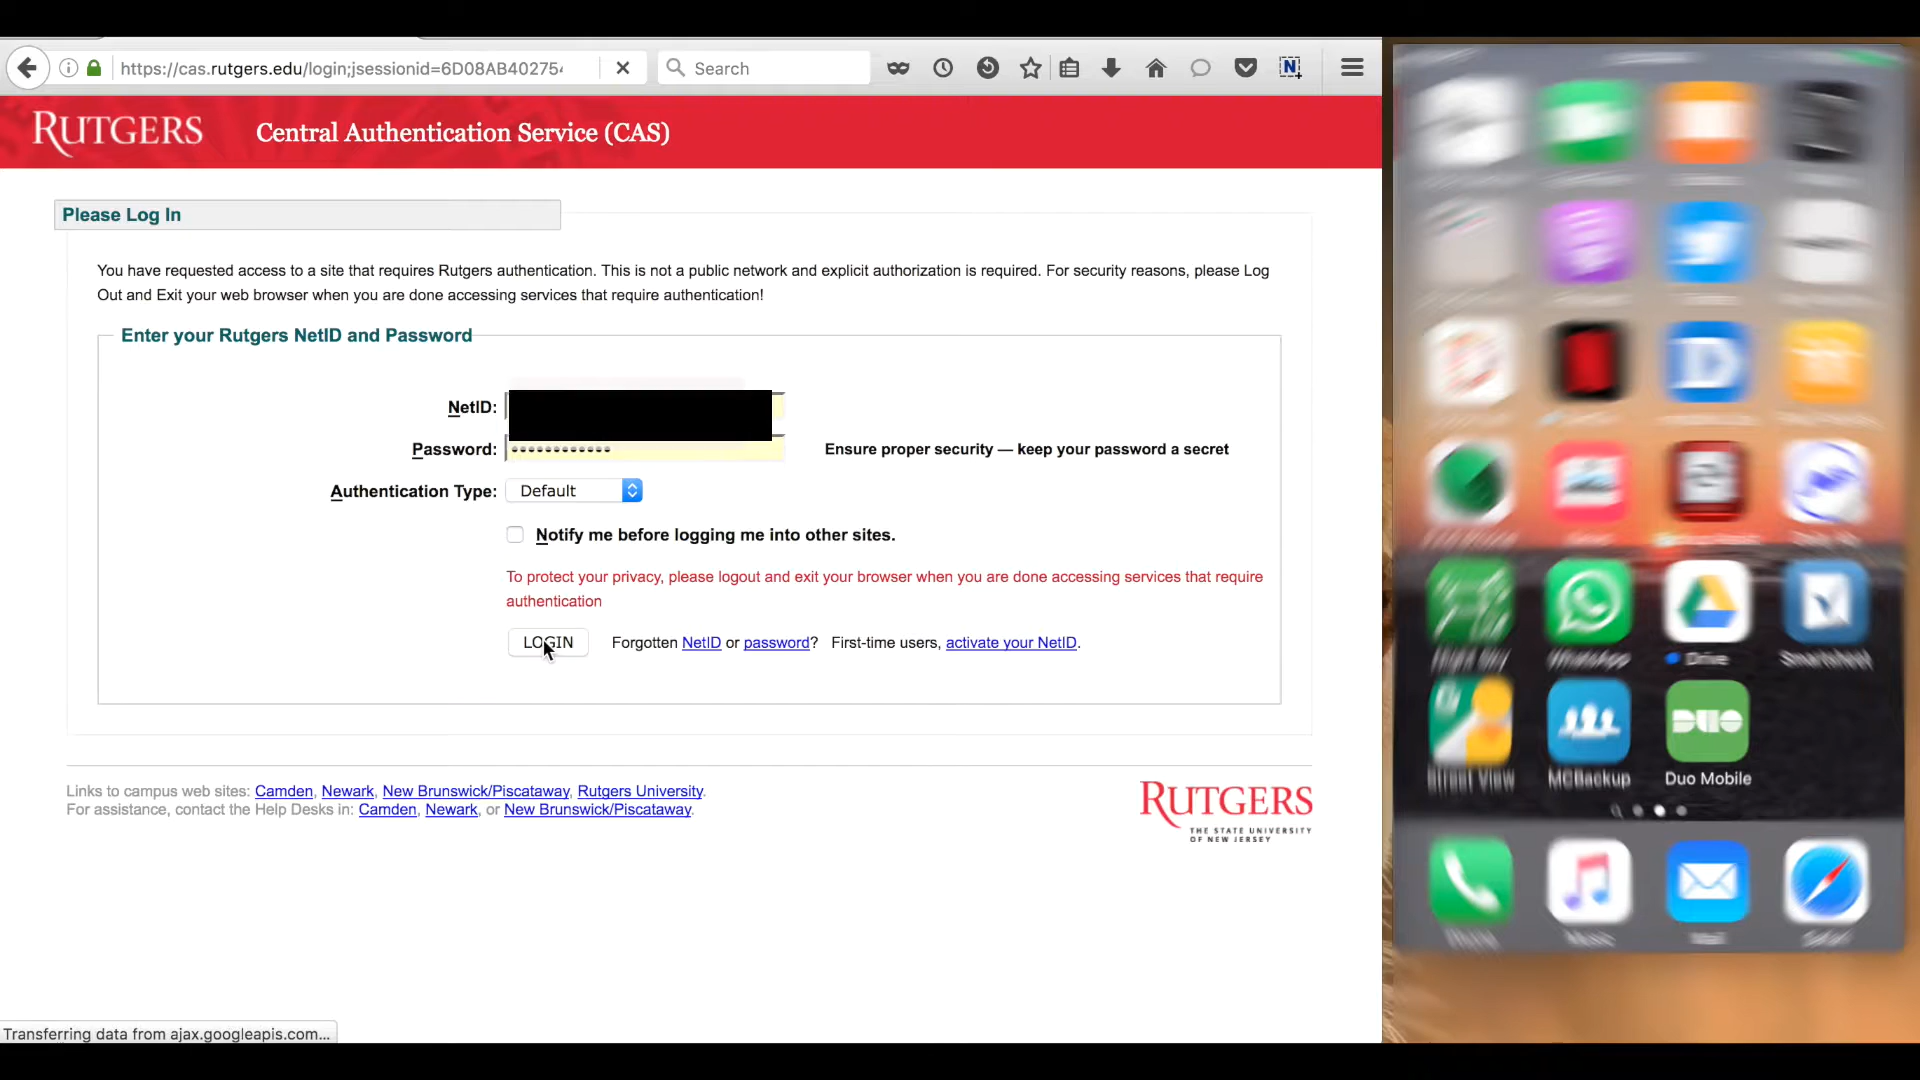 https://cas.rutgers.edu/login;jsessionid=6D08AB40275
Search
RUTGERS
Central Authentication Service (CAS)
Please Log In
You have requested access to a site that requires Rutgers authentication. This is not a public network and explicit authorization is required. For security reasons, please Log
Out and Exit your web browser when you are done accessing services that require authentication!
Enter your Rutgers NetID and Password
NetID:
Password:
Ensure proper security — keep your password a secret
Authentication Type: Default
Notify me before logging me into other sites.
To protect your privacy, please logout and exit your browser when you are done accessing services that require
authentication
LOGIN Forgotten NetID or password? First-time users, activate your NetID.
Links to campus web sites: Camden, Newark, New Brunswick/Piscataway, Rutgers University.
For assistance, contact the Help Desks in: Camden, Newark, or New Brunswick/Piscataway.
RUTGERS
THE STATE UNIVERSITY
OF NEW JERSEY
Transferring data from ajax.googleapis.com...
WhatsApp
Drive
DUO
Street View
MCBackup
Duo Mobile
Phone
Music
Mail
Safari